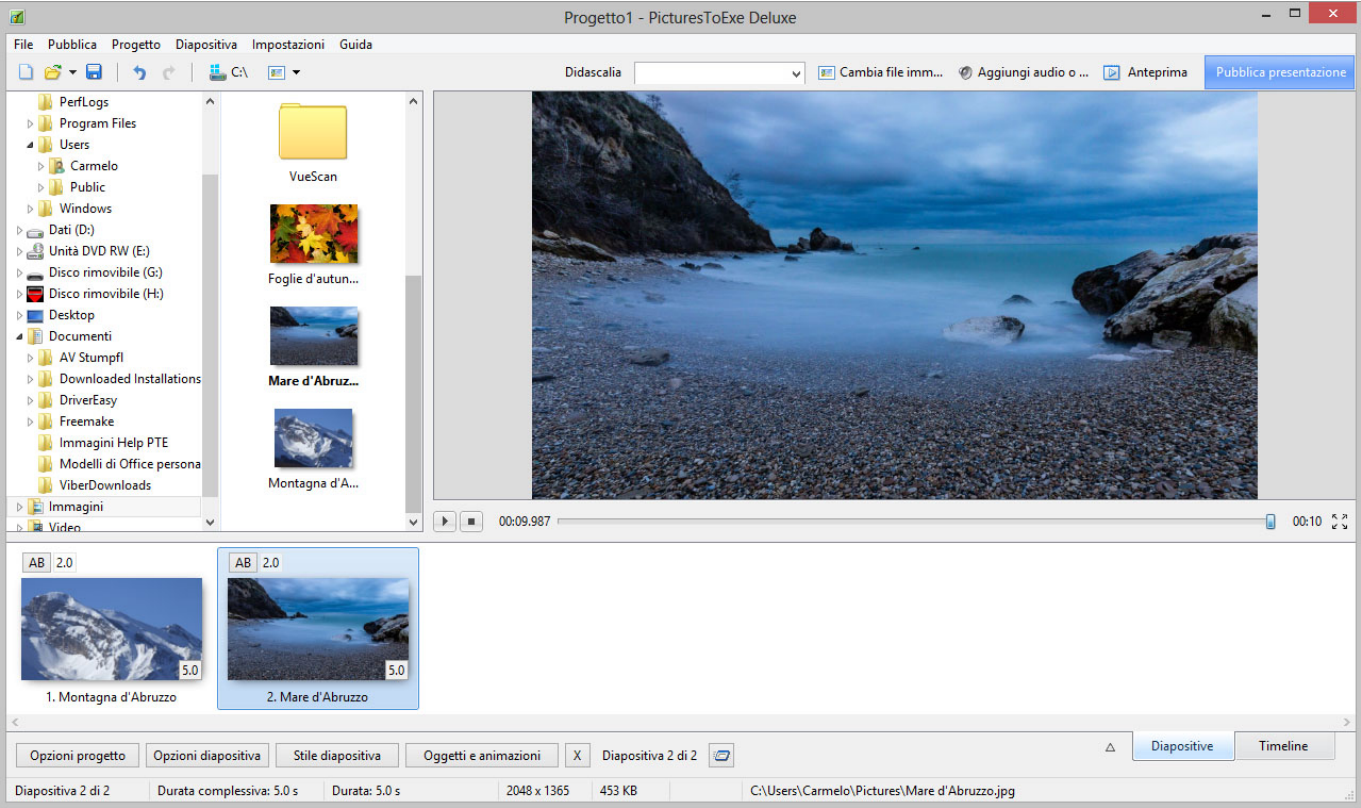 Progetto1 - PicturesToExe Deluxe
File Pubblica Progetto Diapositiva Impostazioni Guida
C:\ Didascalia Cambia file imm... Aggiungi audio o ... Anteprima Pubblica presentazione
PerfLogs
Program Files
Users
Carmelo
Public
Windows
Dati (D:)
Unità DVD RW (E:)
Disco rimovibile (G:)
Disco rimovibile (H:)
Desktop
Documenti
AV Stumpfl
Downloaded Installations
DriverEasy
Freemake
Immagini Help PTE
Modelli di Office persona
ViberDownloads
Immagini
Video
VueScan
Foglie d'autun...
Mare d'Abruz...
Montagna d'A...
00:09.987 00:10
AB 2.0
5.0
1. Montagna d'Abruzzo
AB 2.0
5.0
2. Mare d'Abruzzo
Opzioni progetto Opzioni diapositiva Stile diapositiva Oggetti e animazioni X Diapositiva 2 di 2 Diapositive Timeline
Diapositiva 2 di 2 Durata complessiva: 5.0 s Durata: 5.0 s 2048 x 1365 453 KB C:\Users\Carmelo\Pictures\Mare d'Abruzzo.jpg